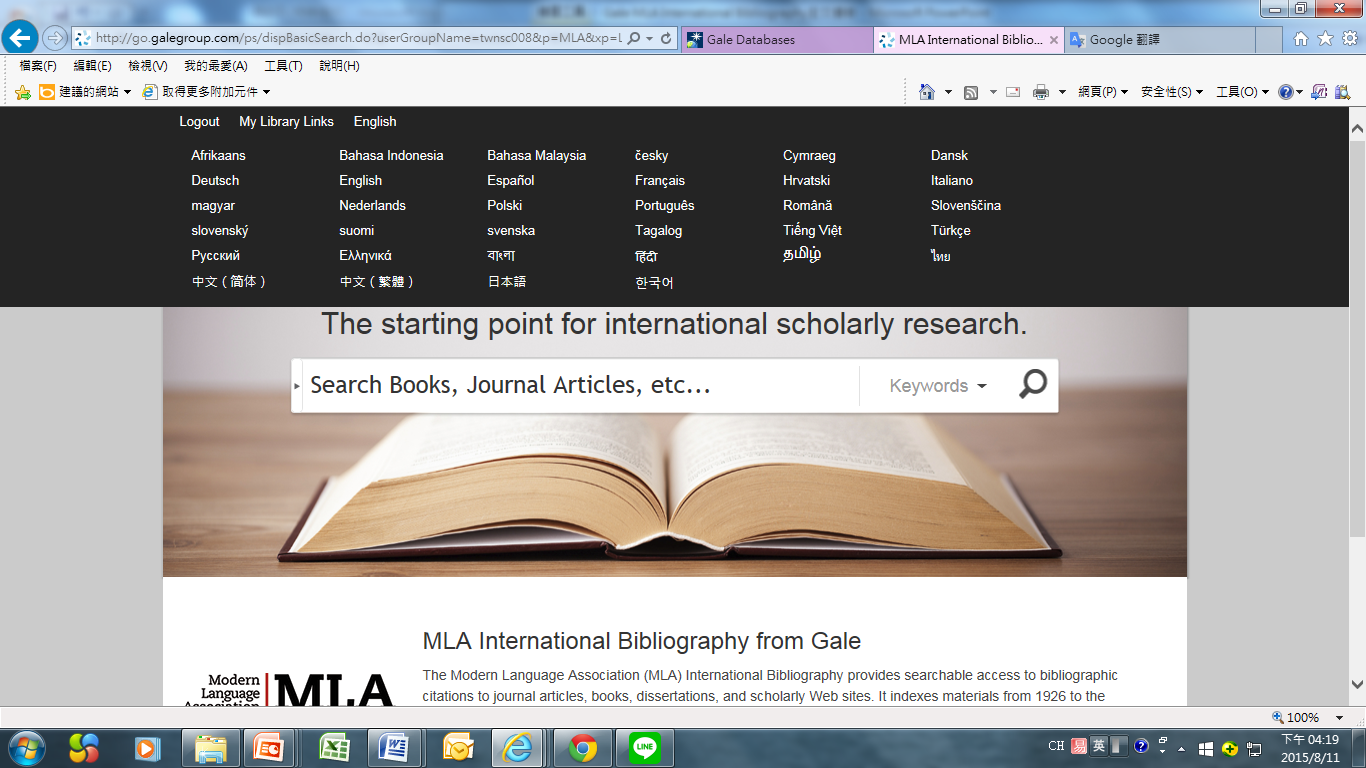 http://go.galegroup.com/ps/dispBasicSearch.do?userGroupName=twnsc008&p=MLA&txp=L
Gale Databases
MLA International Biblio...
Google 翻譯
檔案(F) 編輯(E) 檢視(V) 我的最愛(A) 工具(T) 說明(H)
建議的網站 取得更多附加元件 網頁(P) 安全性(S) 工具(O)
Logout My Library Links English
Afrikaans Bahasa Indonesia Bahasa Malaysia česky Cymraeg Dansk
Deutsch English Español Français Hrvatski Italiano
magyar Nederlands Polski Português Română Slovenščina
slovenský suomi svenska Tagalog Tiếng Việt Türkçe
Русский Ελληνικά বাংলা हिंदी தமிழ் ไทย
中文（简体） 中文（繁體） 日本語 한국어
The starting point for international scholarly research.
Search Books, Journal Articles, etc... Keywords
MLA International Bibliography from Gale
The Modern Language Association (MLA) International Bibliography provides searchable access to bibliographic
citations to journal articles, books, dissertations, and scholarly Web sites. It indexes materials from 1926 to the
Modern
Language
Association
MLA
100%
LINE
CH 易 英 下午 04:19
2015/8/11